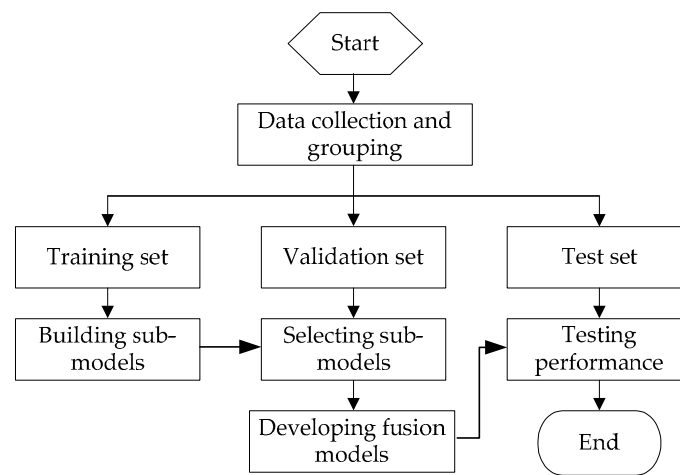 Start
Data collection and
grouping
Training set
Validation set
Test set
Building sub-
models
Selecting sub-
models
Testing
performance
Developing fusion
models
End